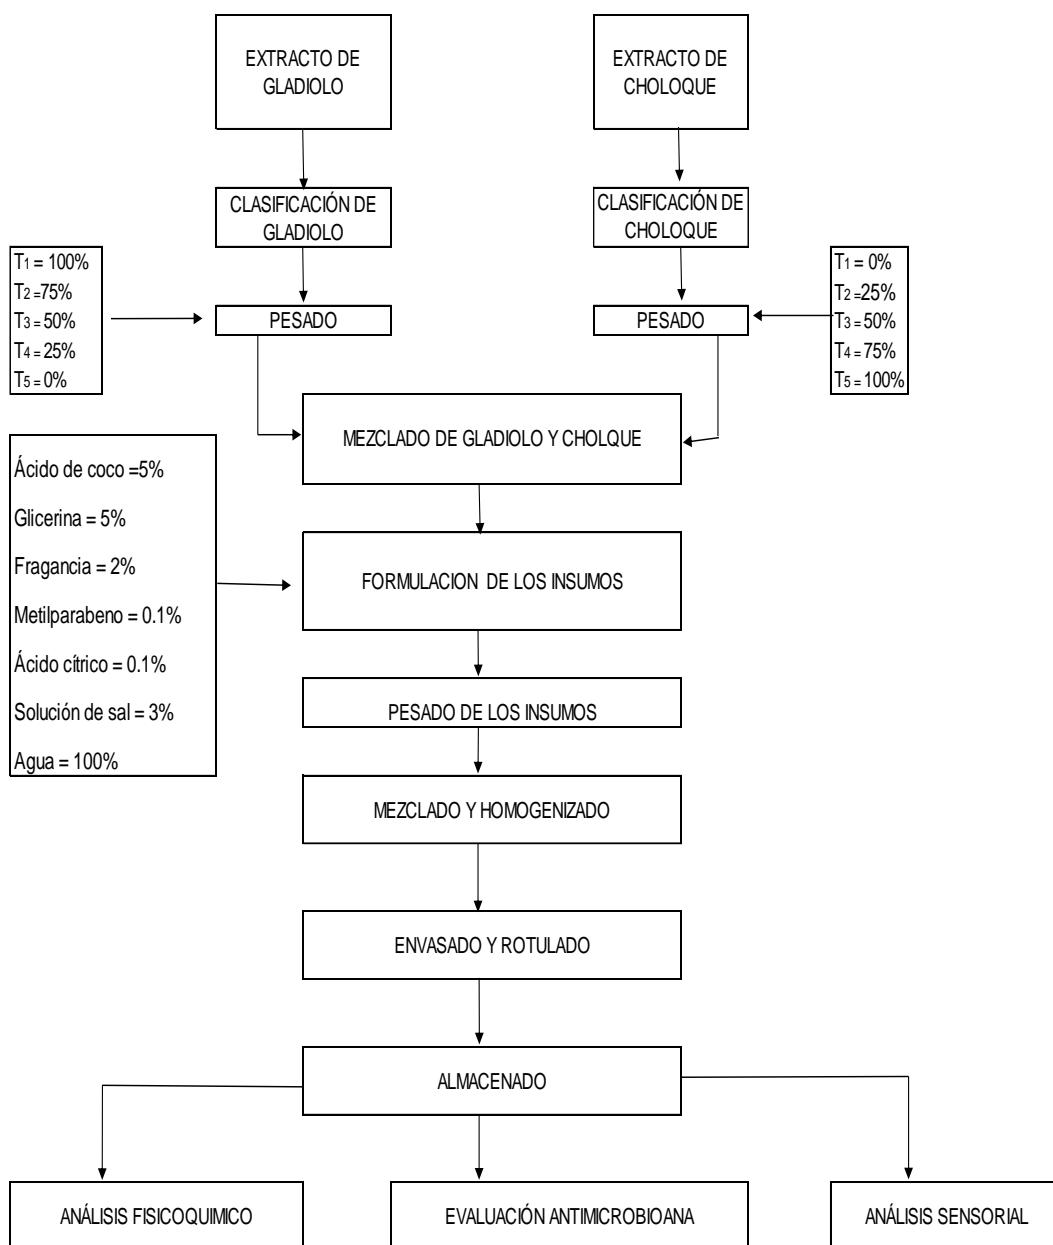 EXTRACTO DE
GLADIOLO
EXTRACTO DE
CHOLOQUE
CLASIFICACIÓN DE
GLADIOLO
CLASIFICACIÓN DE
CHOLOQUE
T1 = 100%
T2 =75%
T3 = 50%
T4 = 25%
T5 = 0%
PESADO
PESADO
T1 = 0%
T2 =25%
T3 = 50%
T4 = 75%
T5 = 100%
MEZCLADO DE GLADIOLO Y CHOLQUE
Ácido de coco =5%
Glicerina = 5%
Fragancia = 2%
Metilparabeno = 0.1%
Ácido cítrico = 0.1%
Solución de sal = 3%
Agua = 100%
FORMULACION DE LOS INSUMOS
PESADO DE LOS INSUMOS
MEZCLADO Y HOMOGENIZADO
ENVASADO Y ROTULADO
ALMACENADO
ANÁLISIS FISICOQUIMICO
EVALUACIÓN ANTIMICROBIOANA
ANÁLISIS SENSORIAL